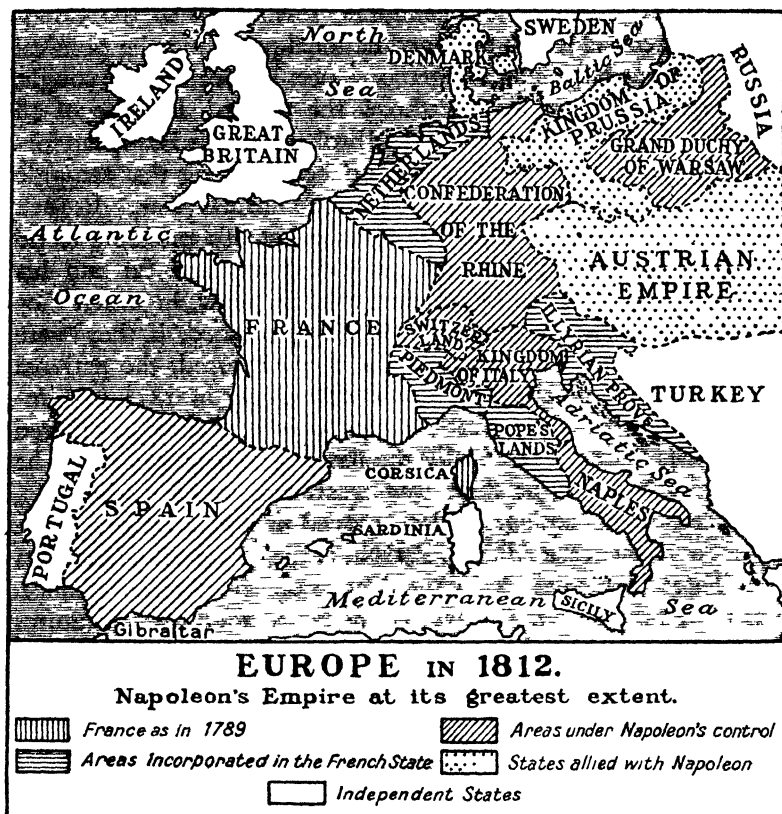 North
Sea
SWEDEN
DENMARK
Baltic Sea
RUSSIA
IRELAND
GREAT
BRITAIN
KINGDOM OF
PRUSSIA
GRAND DUCHY
OF WARSAW
NETHERLANDS
CONFEDERATION
OF THE
RHINE
Atlantic
Ocean
AUSTRIAN
EMPIRE
FRANCE
SWITZER
LAND
KINGDOM
OF ITALY
PIEDMONT
ILLYRIAN PROVS
TURKEY
Adriatic Sea
POPE'S
LANDS
CORSICA
NAPLES
PORTUGAL
SPAIN
SARDINIA
Mediterranean
Sea
SICILY
Gibraltar
EUROPE IN 1812.
Napoleon's Empire at its greatest extent.
France as in 1789
Areas under Napoleon's control
Areas Incorporated in the French State
States allied with Napoleon
Independent States